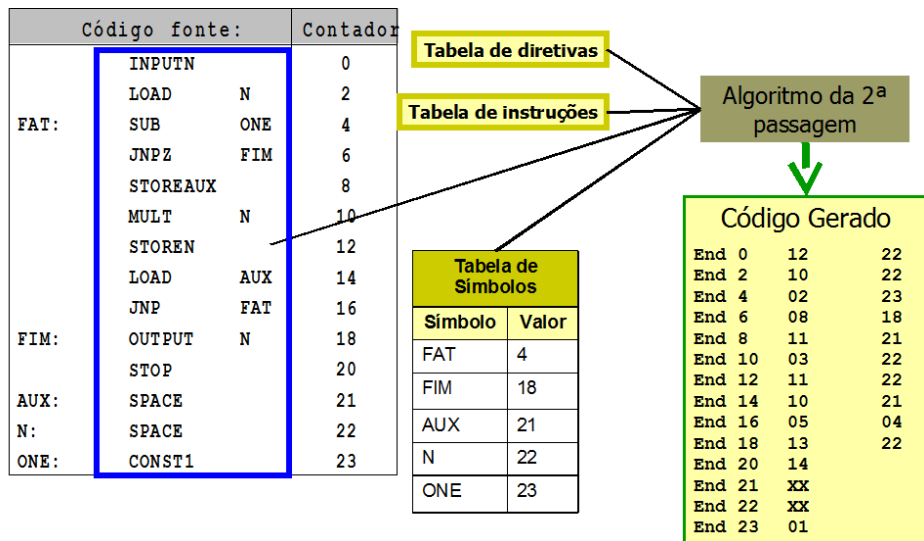 Código fonte: Contador
INPUTN 0
LOAD N 2
FAT: SUB ONE 4
JNPZ FIM 6
STOREAUX 8
MULT N 10
STOREN 12
LOAD AUX 14
JNP FAT 16
FIM: OUTPUT N 18
STOP 20
AUX: SPACE 21
N: SPACE 22
ONE: CONST1 23
Tabela de diretivas
Tabela de instruções
Tabela de
Símbolos
Símbolo Valor
FAT 4
FIM 18
AUX 21
N 22
ONE 23
Algoritmo da 2ª
passagem
Código Gerado
End 0 12 22
End 2 10 22
End 4 02 23
End 6 08 18
End 8 11 21
End 10 03 22
End 12 11 22
End 14 10 21
End 16 05 04
End 18 13 22
End 20 14
End 21 XX
End 22 XX
End 23 01